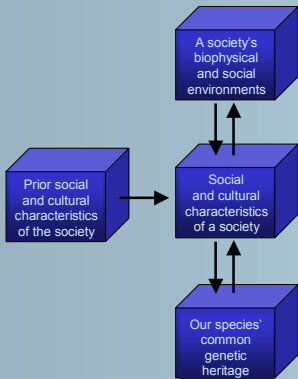 A society's
biophysical
and social
environments
Prior social
and cultural
characteristics
of the society
Social
and cultural
characteristics
of a society
Our species'
common
genetic
heritage